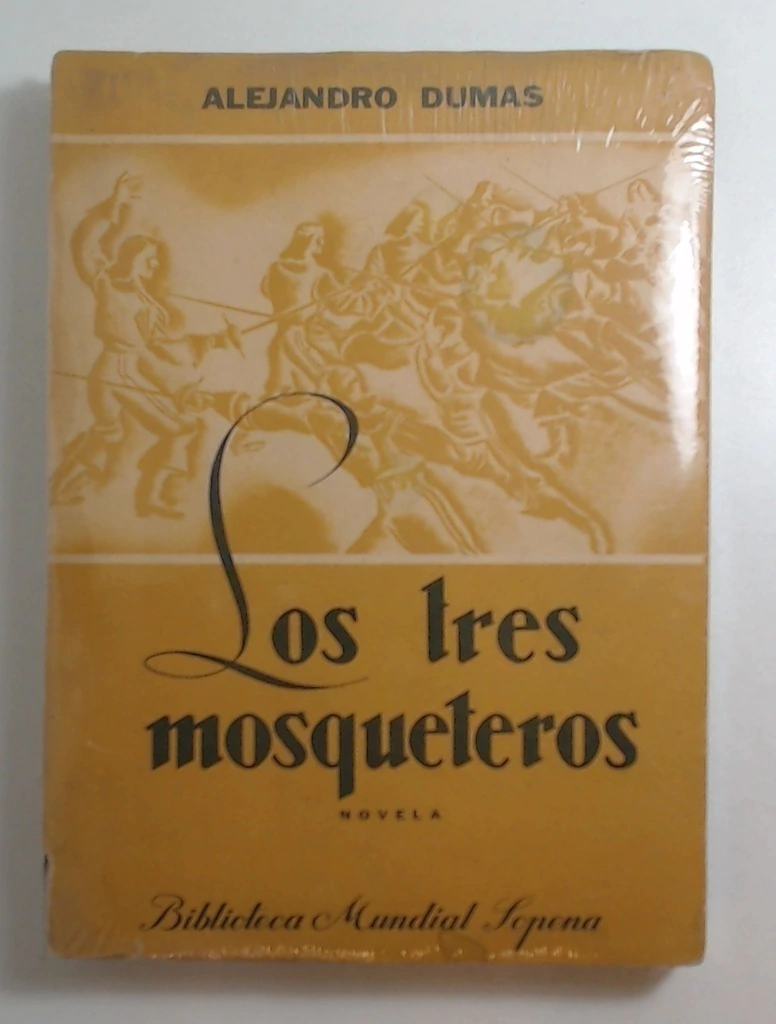 ALEJANDRO DUMAS
Los tres
mosqueteros
NOVELA
Biblioteca Mundial Sopena